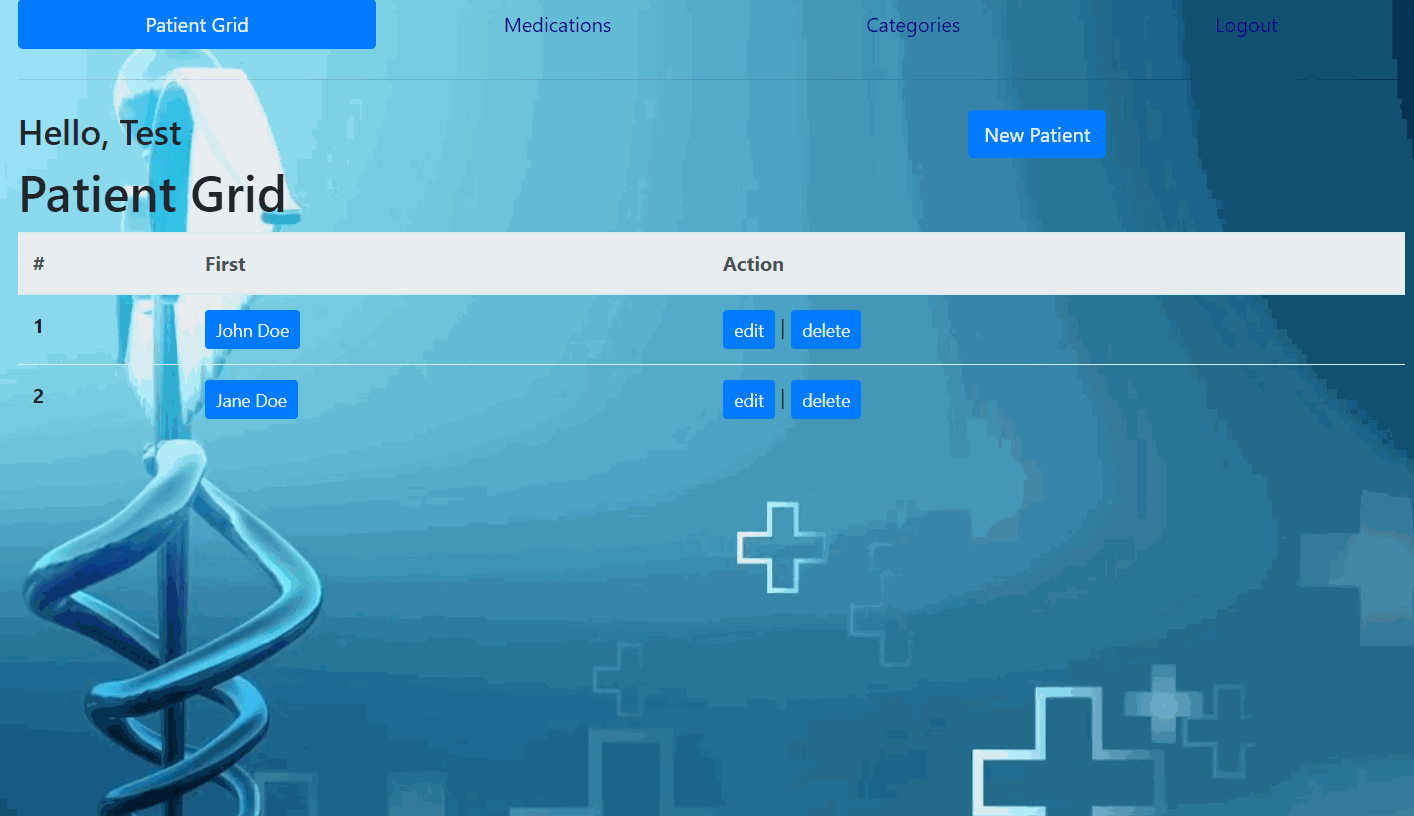 Patient Grid Medications Categories Logout
Hello, Test New Patient
Patient Grid
# First Action
1 John Doe edit | delete
2 Jane Doe edit | delete